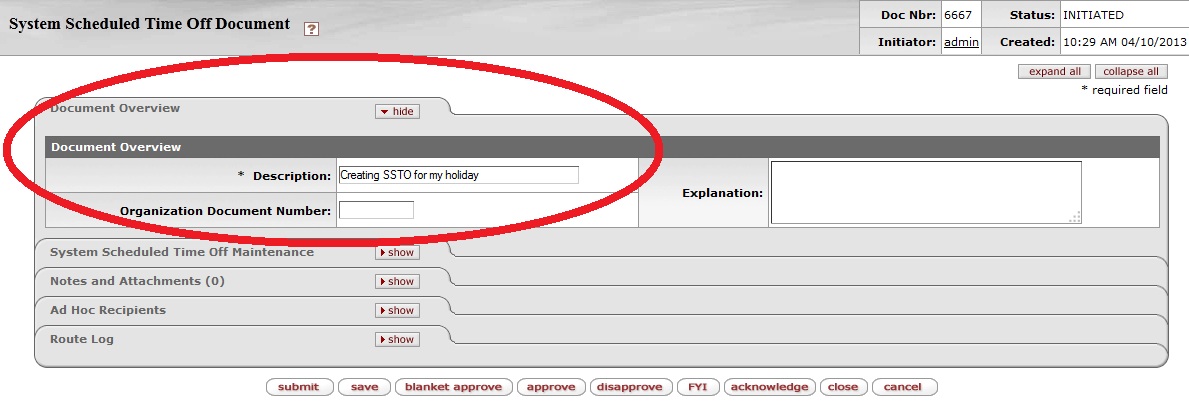 System Scheduled Time Off Document ?
Doc Nbr: 6667 Status: INITIATED
Initiator: admin Created: 10:29 AM 04/10/2013
expand all collapse all
* required field
Document Overview hide
Document Overview
* Description: Creating SSTO for my holiday
Explanation:
Organization Document Number:
System Scheduled Time Off Maintenance show
Notes and Attachments (0) show
Ad Hoc Recipients show
Route Log show
submit save blanket approve approve disapprove FYI acknowledge close cancel